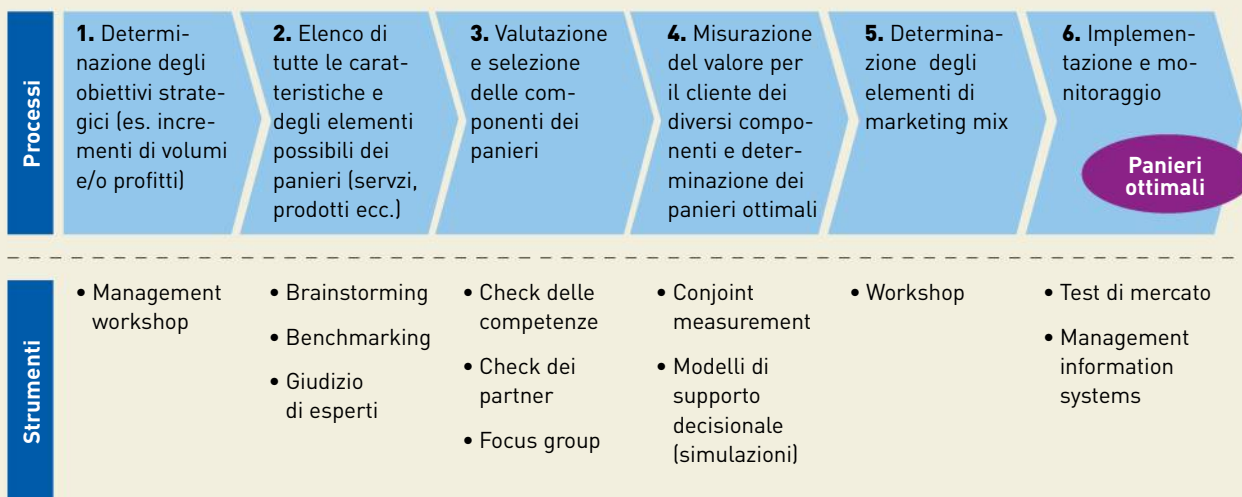 Processi
1. Determi-
nazione degli
obiettivi strate-
gici (es. incre-
menti di volumi
e/o profitti)
2. Elenco di
tutte le carat-
teristiche e
degli elementi
possibili dei
panieri (servzi,
prodotti ecc.)
3. Valutazione
e selezione
delle com-
ponenti dei
panieri
4. Misurazione
del valore per
il cliente dei
diversi compo-
nenti e deter-
minazione dei
panieri ottimali
5. Determina-
zione degli
elementi di
marketing mix
6. Implemen-
tazione e mo-
nitoraggio
Panieri
ottimali
Strumenti
• Management
workshop
• Brainstorming
• Benchmarking
• Giudizio
di esperti
• Check delle
competenze
• Check dei
partner
• Focus group
• Conjoint
measurement
• Modelli di
supporto
decisionale
(simulazioni)
• Workshop
• Test di mercato
• Management
information
systems